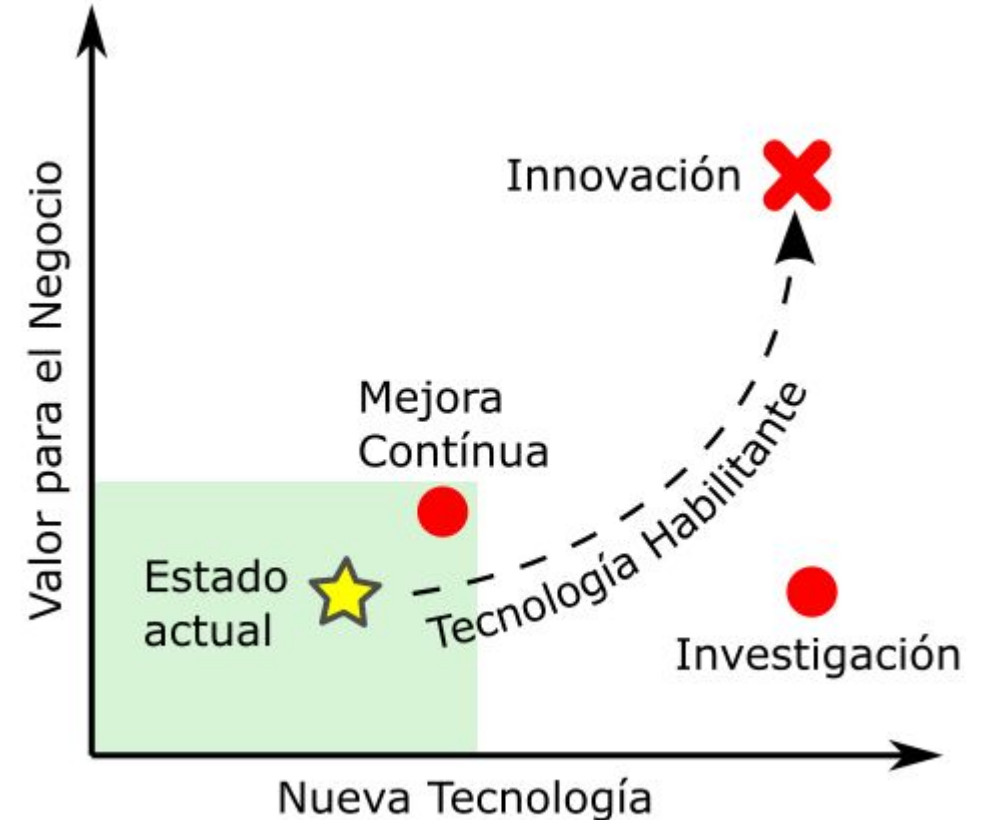 Valor para el Negocio
Innovación
Mejora
Contínua
Estado
actual
Tecnología Habilitante
Investigación
Nueva Tecnología